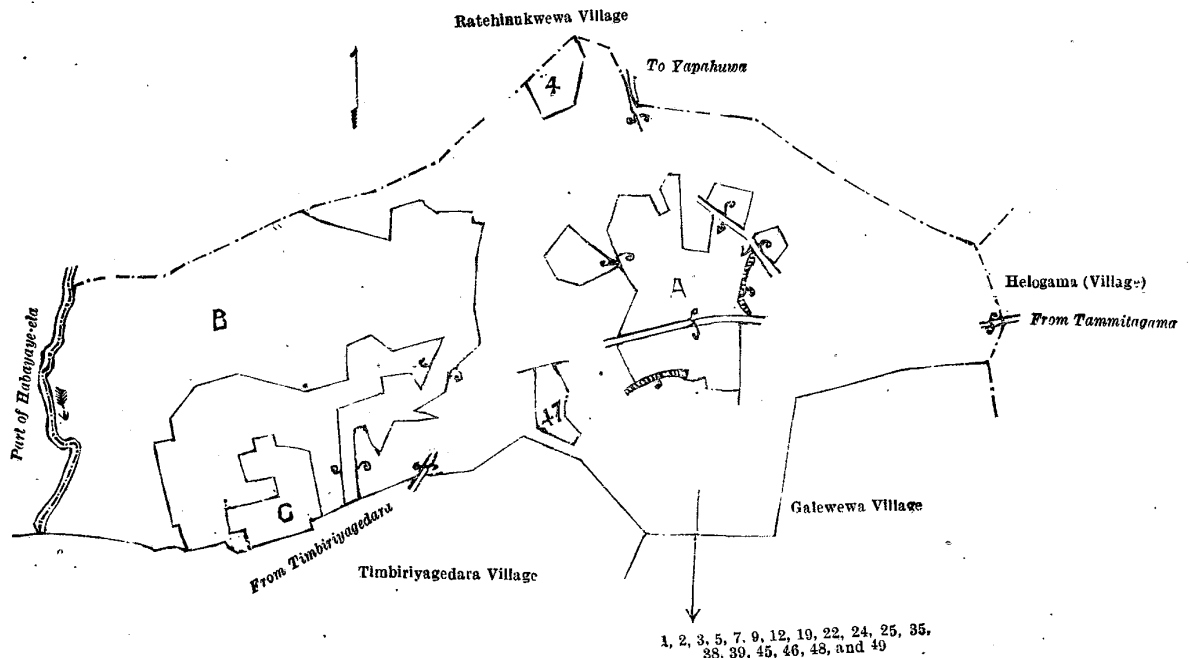 Ratehinukwewa Village
To Yapahuwa
4
A
Helogama (Village)
From Tammitagama
B
Part of Habayaye-ela
47
C
Galewewa Village
From Timbiriyagedara
Timbiriyagedara Village
1, 2, 3, 5, 7, 9, 12, 19, 22, 24, 25, 35,
38, 39, 45, 46, 48, and 49